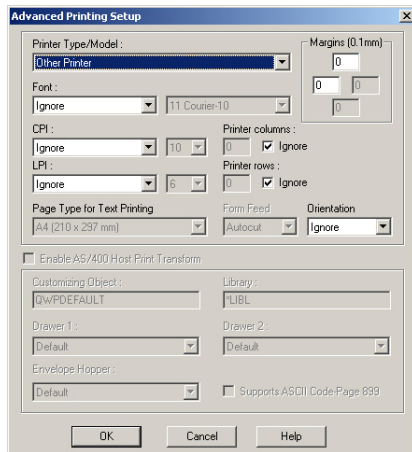 Advanced Printing Setup
Printer Type/Model :
Other Printer
Margins (0.1mm)
0
0 0
0
Font :
Ignore 11 Courier-10
CPI :
Printer columns :
Ignore 10 0 Ignore
LPI :
Printer rows :
Ignore 6 0 Ignore
Page Type for Text Printing Form Feed Orientation
A4 (210 x 297 mm) Autocut Ignore
Enable AS/400 Host Print Transform
Customizing Object : Library :
QWPDEFAULT *LIBL
Drawer 1 : Drawer 2 :
Default Default
Envelope Hopper :
Default Supports ASCII Code-Page 899
OK Cancel Help